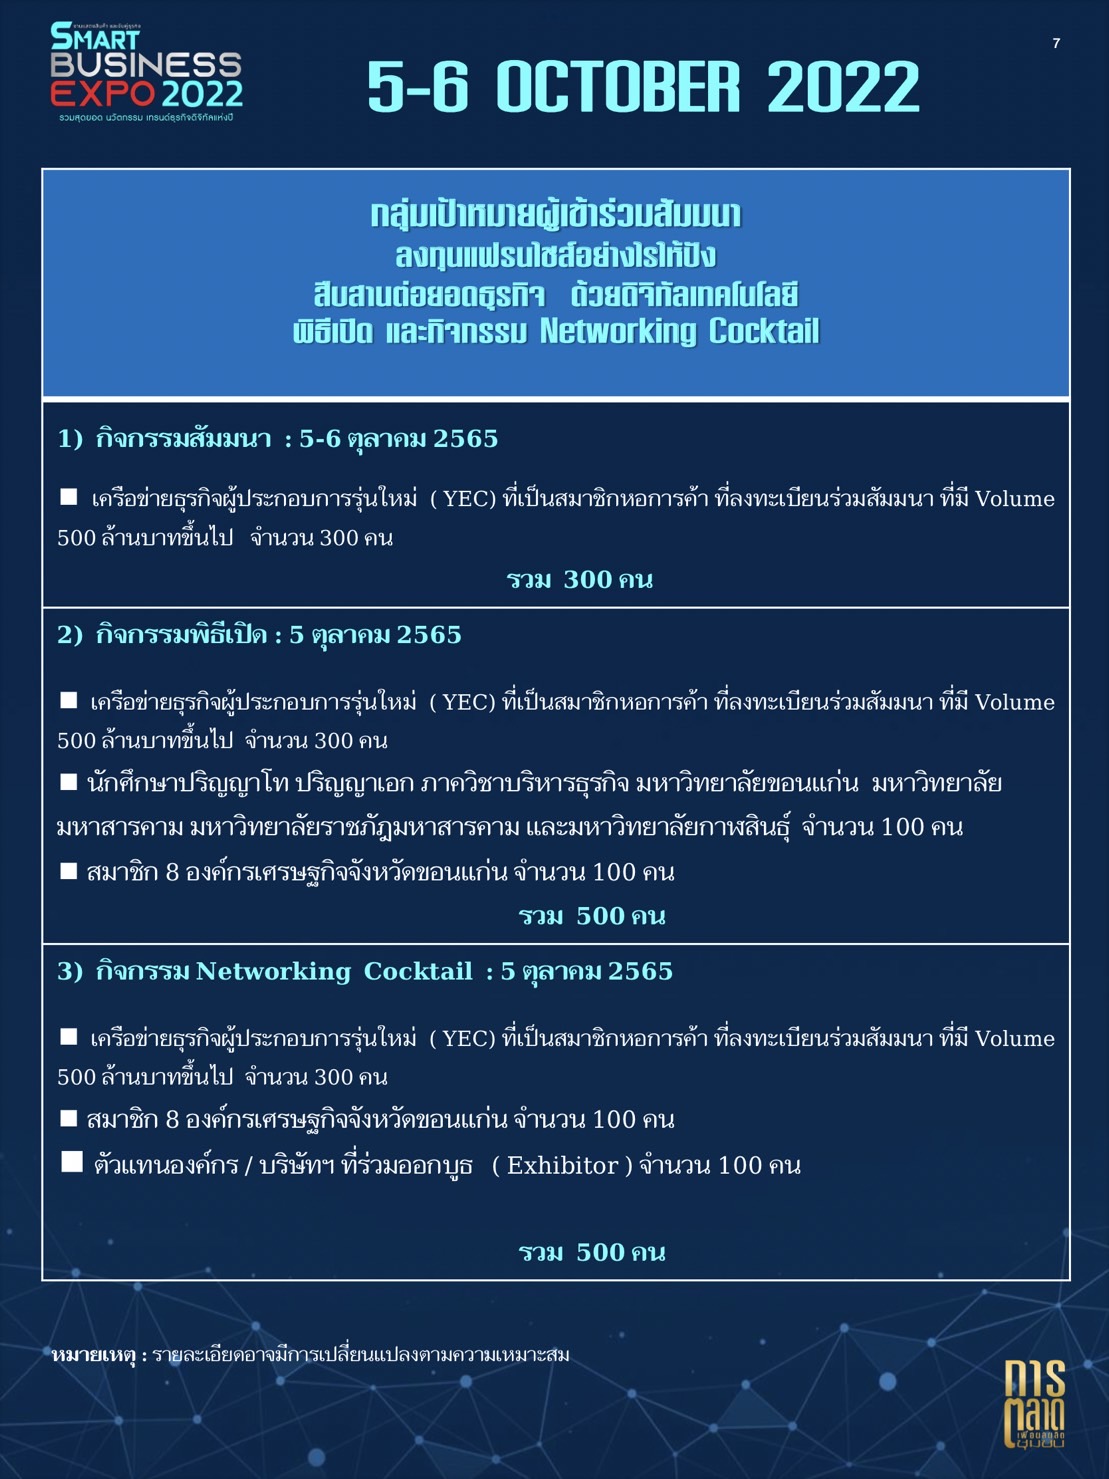 งานแสดงสินค้า และจับคู่ธุรกิจ
SMART
BUSINESS
EXPO 2022
รวมสุดยอด นวัตกรรม เทรนด์ธุรกิจดิจิทัลแห่งปี
7
5-6 OCTOBER 2022
กลุ่มเป้าหมายผู้เข้าร่วมสัมมนา
ลงทุนแฟรนไชส์อย่างไรให้ปัง
สืบสานต่อยอดธุรกิจ ด้วยดิจิทัลเทคโนโลยี
พิธีเปิด และกิจกรรม Networking Cocktail
1) กิจกรรมสัมมนา : 5-6 ตุลาคม 2565
■ เครือข่ายธุรกิจผู้ประกอบการรุ่นใหม่ ( YEC) ที่เป็นสมาชิกหอการค้า ที่ลงทะเบียนร่วมสัมมนา ที่มี Volume
500 ล้านบาทขึ้นไป จำนวน 300 คน
รวม 300 คน
2) กิจกรรมพิธีเปิด : 5 ตุลาคม 2565
■ เครือข่ายธุรกิจผู้ประกอบการรุ่นใหม่ ( YEC) ที่เป็นสมาชิกหอการค้า ที่ลงทะเบียนร่วมสัมมนา ที่มี Volume
500 ล้านบาทขึ้นไป จำนวน 300 คน
■ นักศึกษาปริญญาโท ปริญญาเอก ภาควิชาบริหารธุรกิจ มหาวิทยาลัยขอนแก่น มหาวิทยาลัย
มหาสารคาม มหาวิทยาลัยราชภัฎมหาสารคาม และมหาวิทยาลัยกาฬสินธุ์ จำนวน 100 คน
■ สมาชิก 8 องค์กรเศรษฐกิจจังหวัดขอนแก่น จำนวน 100 คน
รวม 500 คน
3) กิจกรรม Networking Cocktail : 5 ตุลาคม 2565
■ เครือข่ายธุรกิจผู้ประกอบการรุ่นใหม่ ( YEC) ที่เป็นสมาชิกหอการค้า ที่ลงทะเบียนร่วมสัมมนา ที่มี Volume
500 ล้านบาทขึ้นไป จำนวน 300 คน
■ สมาชิก 8 องค์กรเศรษฐกิจจังหวัดขอนแก่น จำนวน 100 คน
■ ตัวแทนองค์กร / บริษัทฯ ที่ร่วมออกบูธ ( Exhibitor ) จำนวน 100 คน
รวม 500 คน
หมายเหตุ : รายละเอียดอาจมีการเปลี่ยนแปลงตามความเหมาะสม
การ
ตลาด
ชุมชน